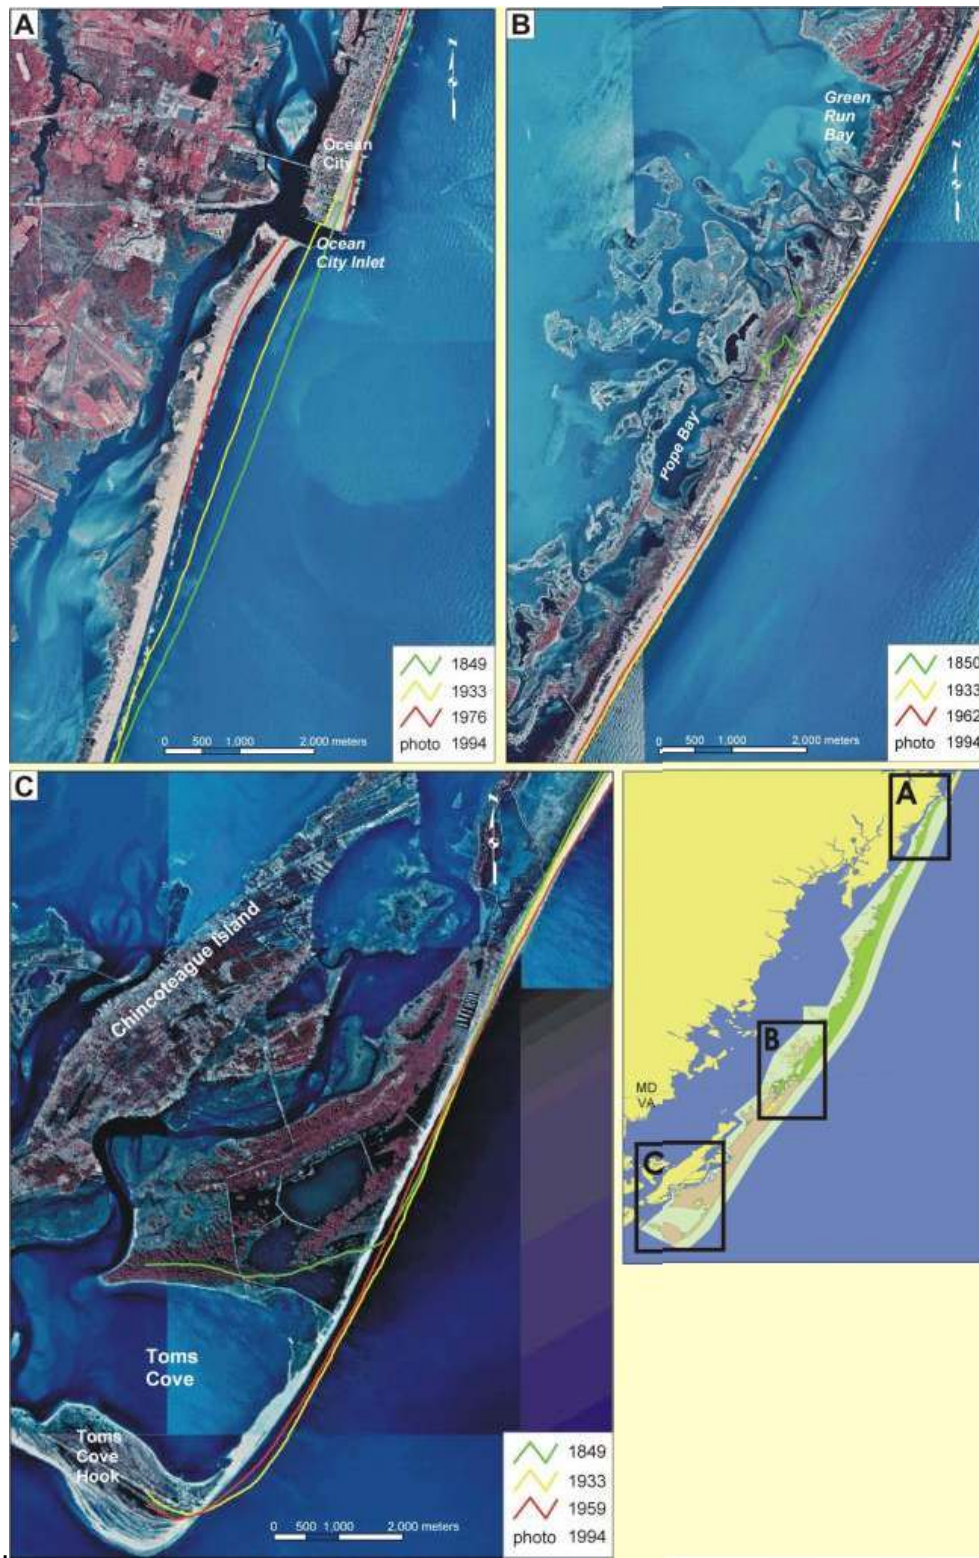 A
N
Ocean
City
Ocean
City Inlet
1849
1933
1976
photo 1994
0 500 1,000 2,000 meters
B
Green
Run
Bay
Pope Bay
1850
1933
1962
photo 1994
0 500 1,000 2,000 meters
C
Chincoteague Island
Toms
Cove
Toms
Cove
Hook
1849
1933
1959
photo 1994
0 500 1,000 2,000 meters
A
B
MD
VA
C